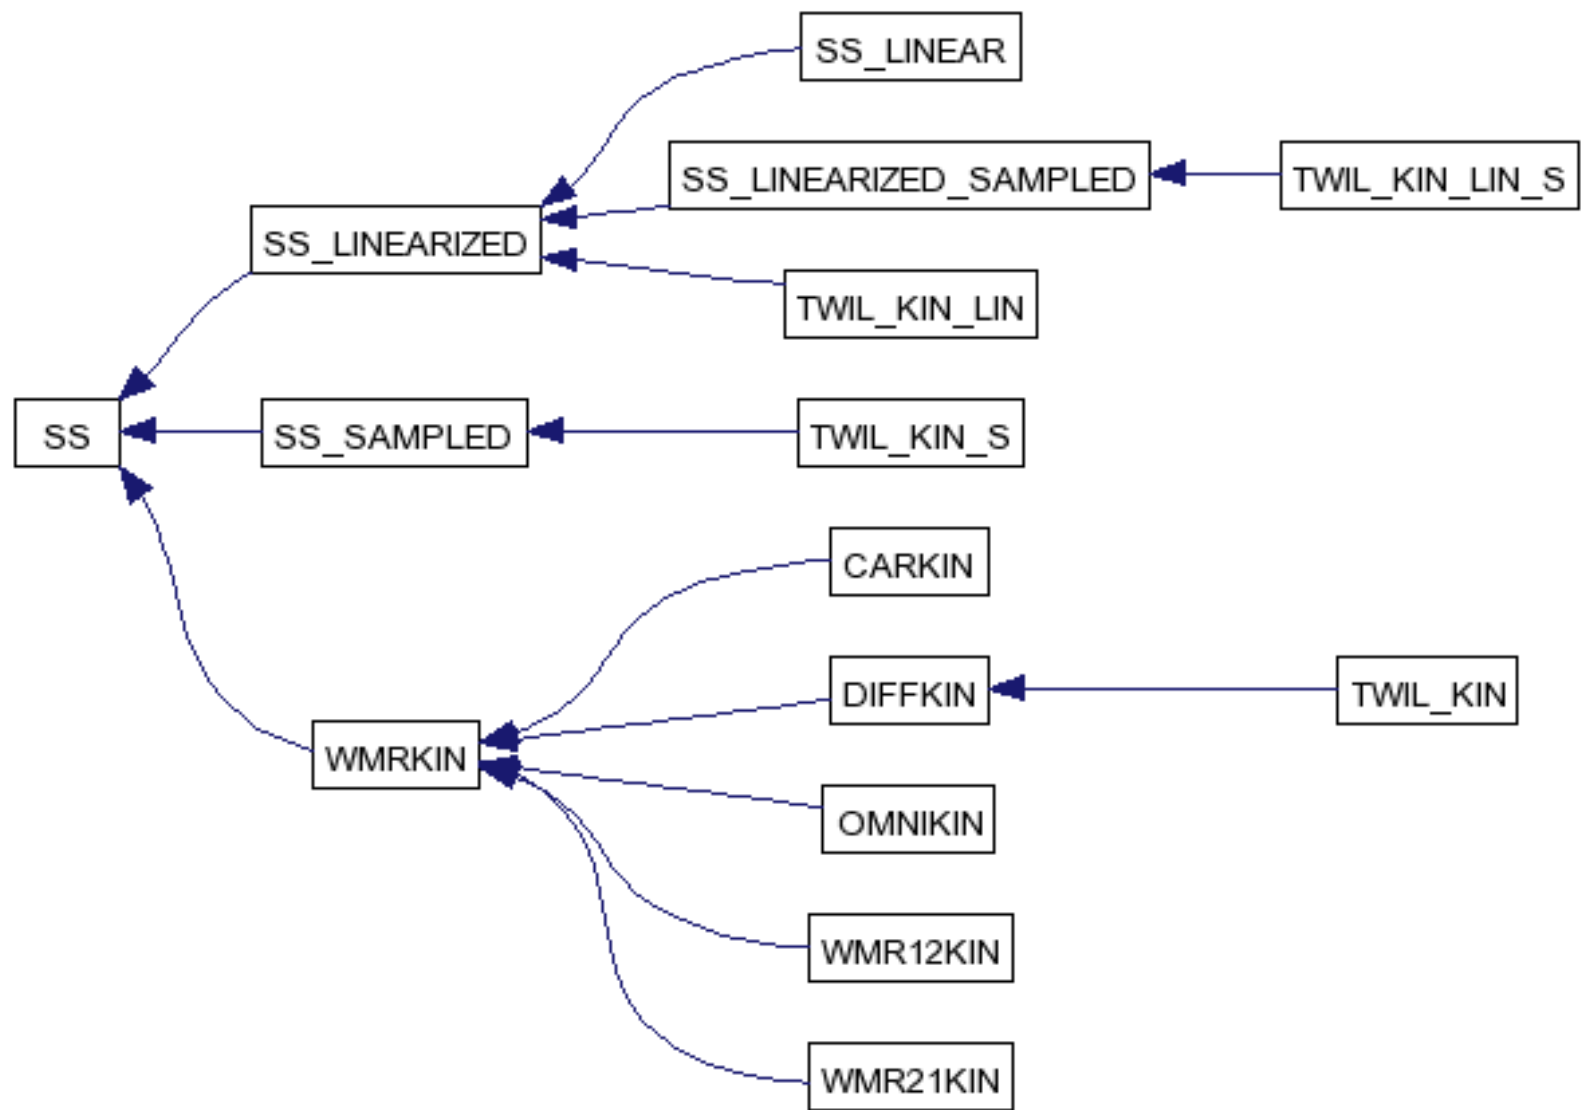 SS_LINEAR
SS_LINEARIZED_SAMPLED
TWIL_KIN_LIN_S
SS_LINEARIZED
TWIL_KIN_LIN
SS
SS_SAMPLED
TWIL_KIN_S
CARKIN
DIFFKIN
TWIL_KIN
WMRKIN
OMNIKIN
WMR12KIN
WMR21KIN